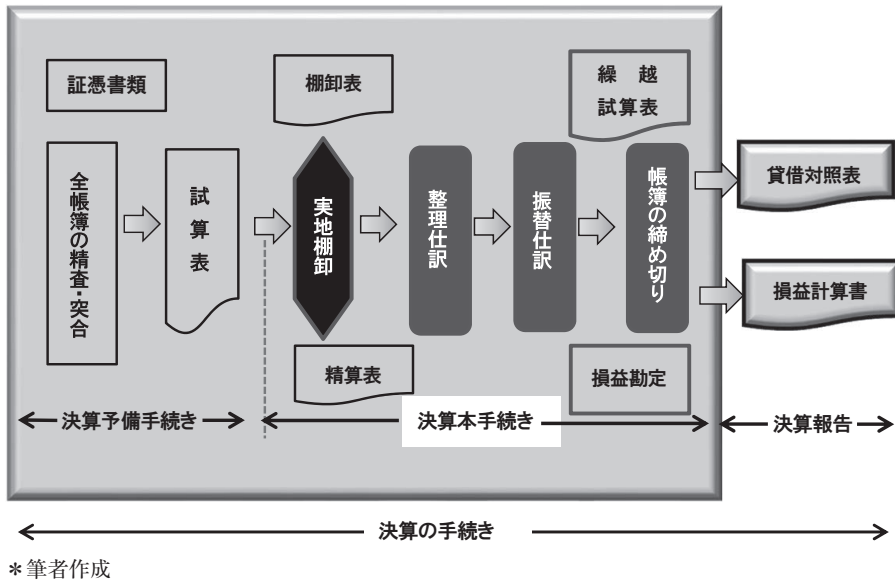 証憑書類
棚卸表
繰　越
試算表
全帳簿の精査・突合
試算表
実地棚卸
整理仕訳
振替仕訳
帳簿の締め切り
貸借対照表
損益計算書
精算表
損益勘定
決算予備手続き
決算本手続き
決算報告
決算の手続き
＊筆者作成